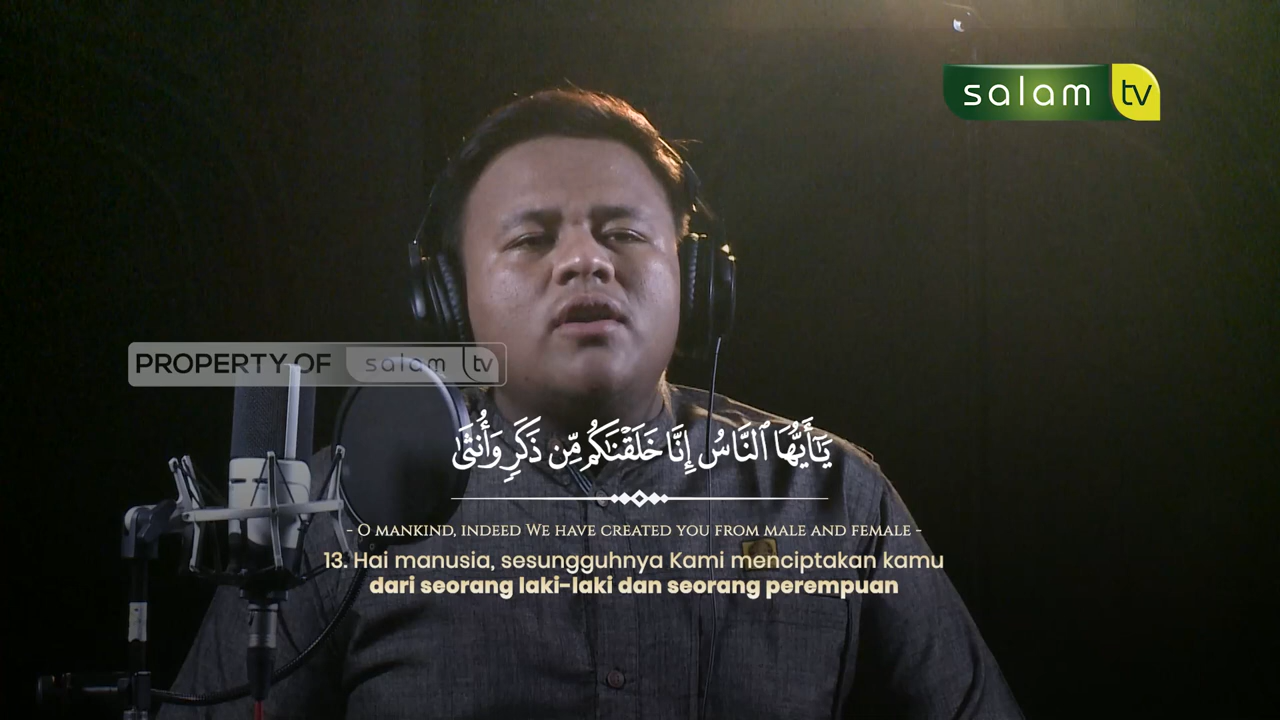 salam tv
PROPERTY OF salam tv
يَٰٓأَيُّهَا ٱلنَّاسُ إِنَّا خَلَقْنَٰكُم مِّن ذَكَرٍ وَأُنثَىٰ
- O MANKIND, INDEED WE HAVE CREATED YOU FROM MALE AND FEMALE -
13. Hai manusia, sesungguhnya Kami menciptakan kamu
dari seorang laki-laki dan seorang perempuan